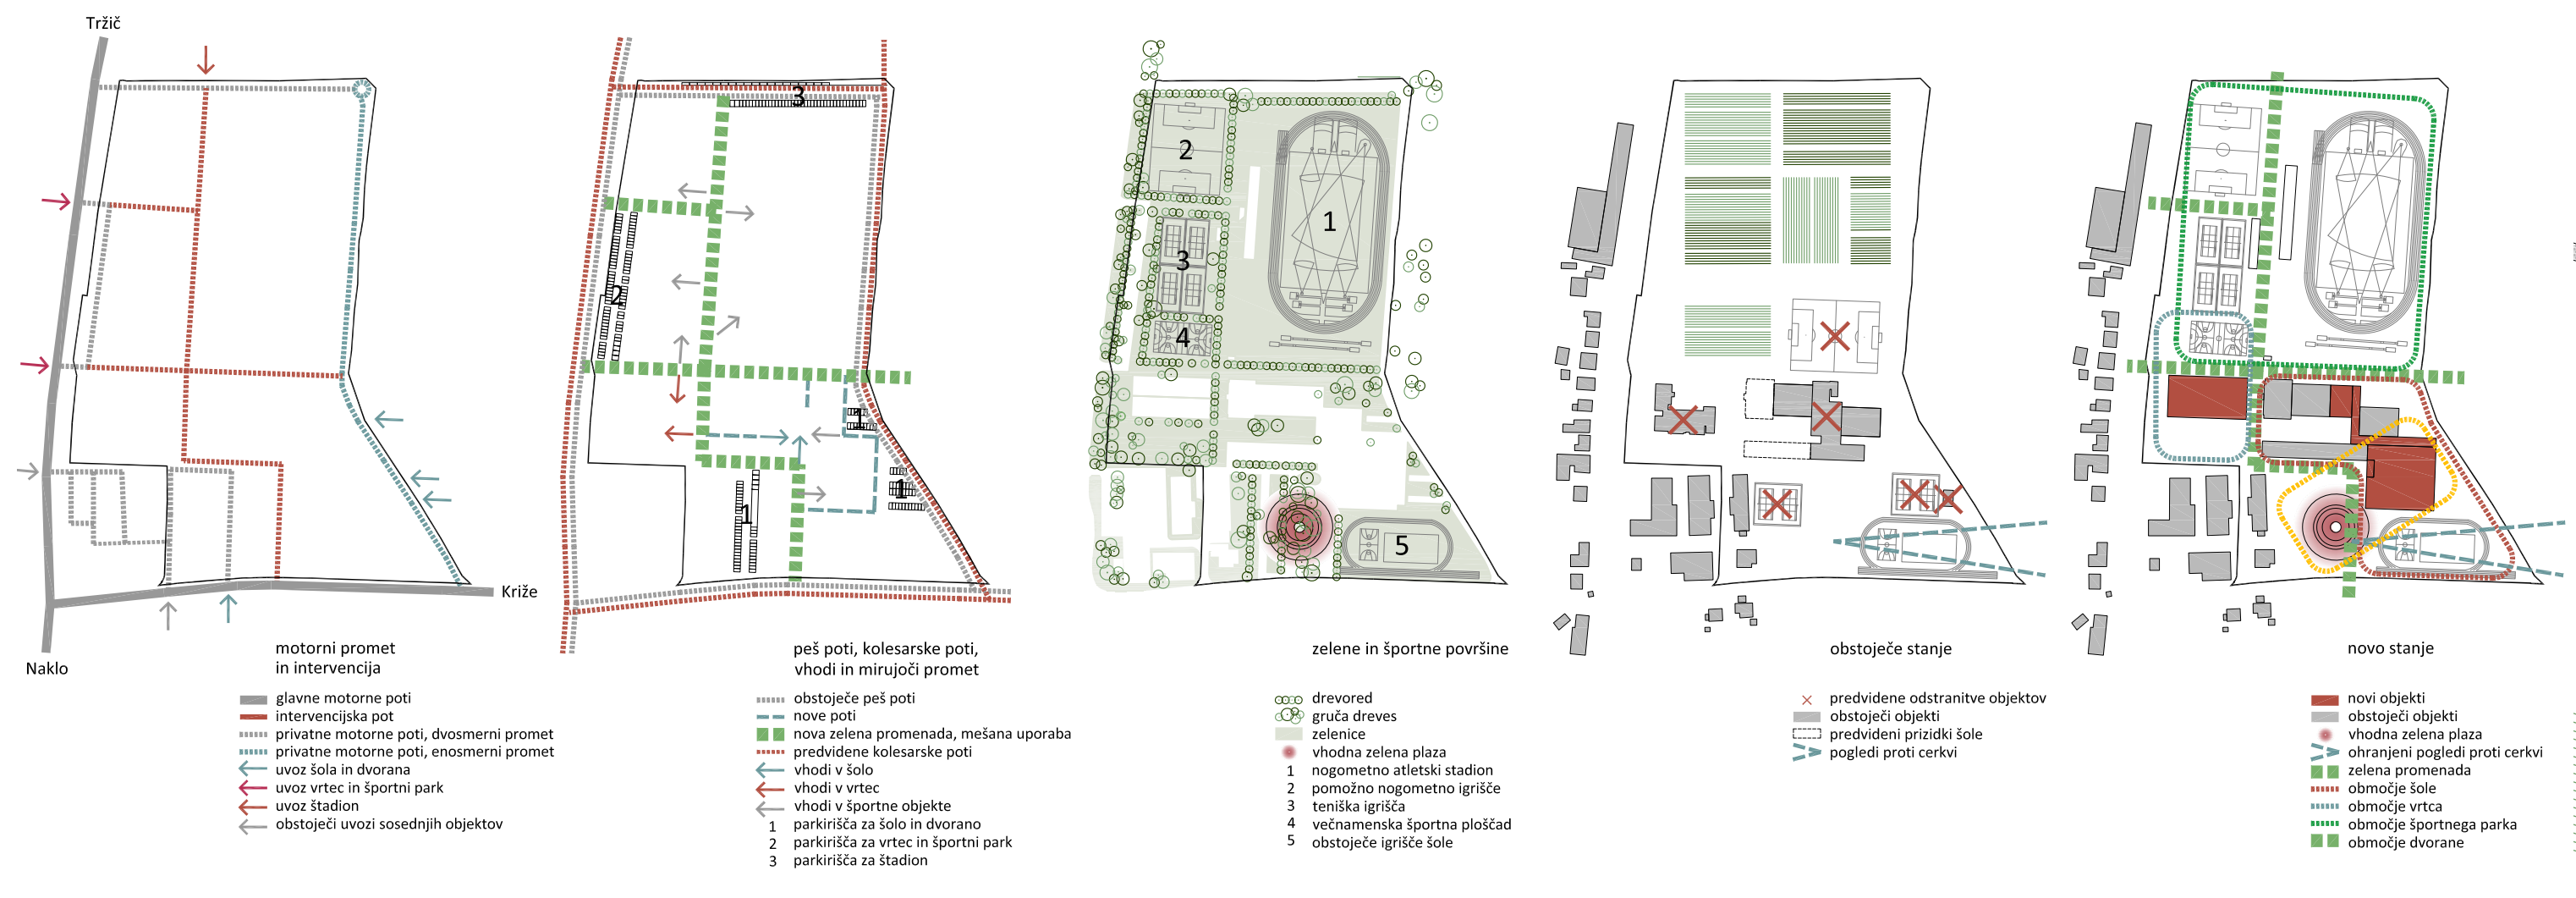 Tržič
Križe
Naklo
motorni promet
in intervencija
glavne motorne poti
intervencijska pot
privatne motorne poti, dvosmerni promet
privatne motorne poti, enosmerni promet
uvoz šola in dvorana
uvoz vrtec in športni park
uvoz štadion
obstoječi uvozi sosednjih objektov
3
2
1
1
1
peš poti, kolesarske poti,
vhodi in mirujoči promet
obstoječe peš poti
nove poti
nova zelena promenada, mešana uporaba
predvidene kolesarske poti
vhodi v šolo
vhodi v vrtec
vhodi v športne objekte
1 parkirišča za šolo in dvorano
2 parkirišča za vrtec in športni park
3 parkirišča za štadion
2
1
3
4
5
zelene in športne površine
drevored
gruča dreves
zelenice
vhodna zelena plaza
1 nogometno atletski stadion
2 pomožno nogometno igrišče
3 teniška igrišča
4 večnamenska športna ploščad
5 obstoječe igrišče šole
obstoječe stanje
predvidene odstranitve objektov
obstoječi objekti
predvideni prizidki šole
pogledi proti cerkvi
novo stanje
novi objekti
obstoječi objekti
vhodna zelena plaza
ohranjeni pogledi proti cerkvi
zelena promenada
območje šole
območje vrtca
območje športnega parka
območje dvorane